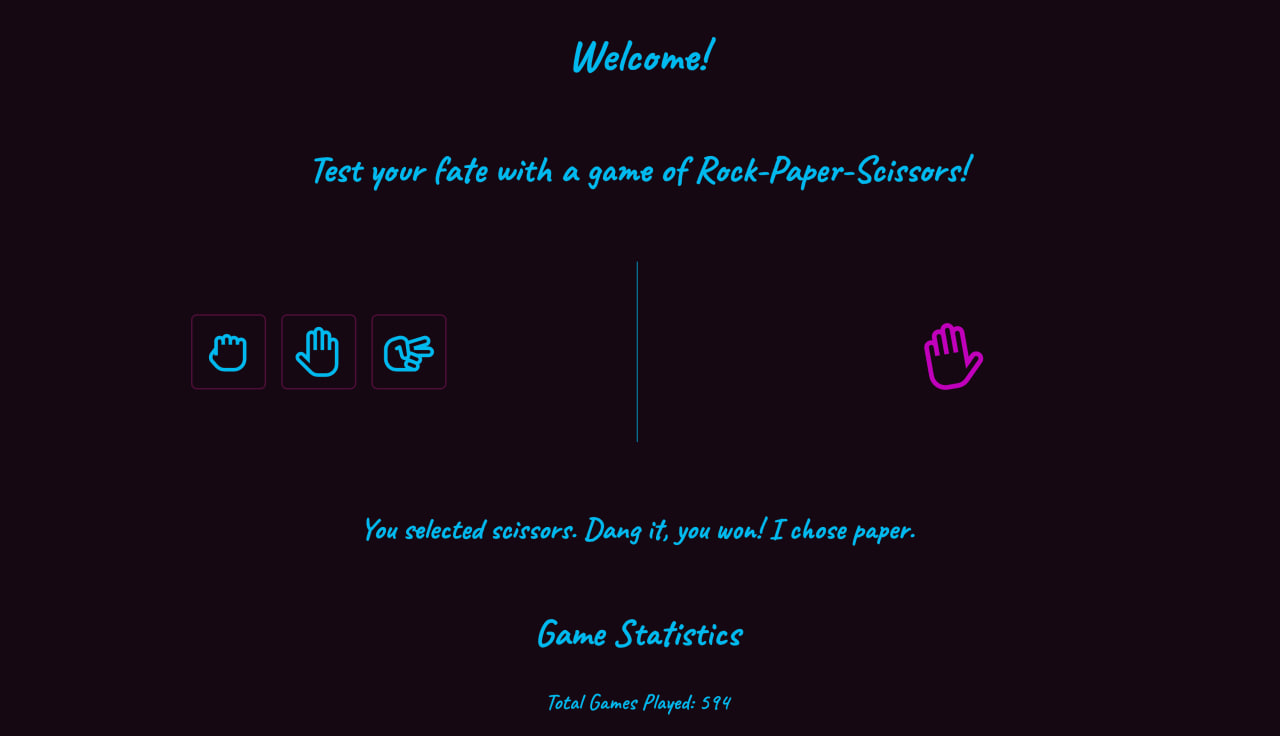 Welcome!
Test your fate with a game of Rock-Paper-Scissors!
You selected scissors. Dang it, you won! I chose paper.
Game Statistics
Total Games Played: 594